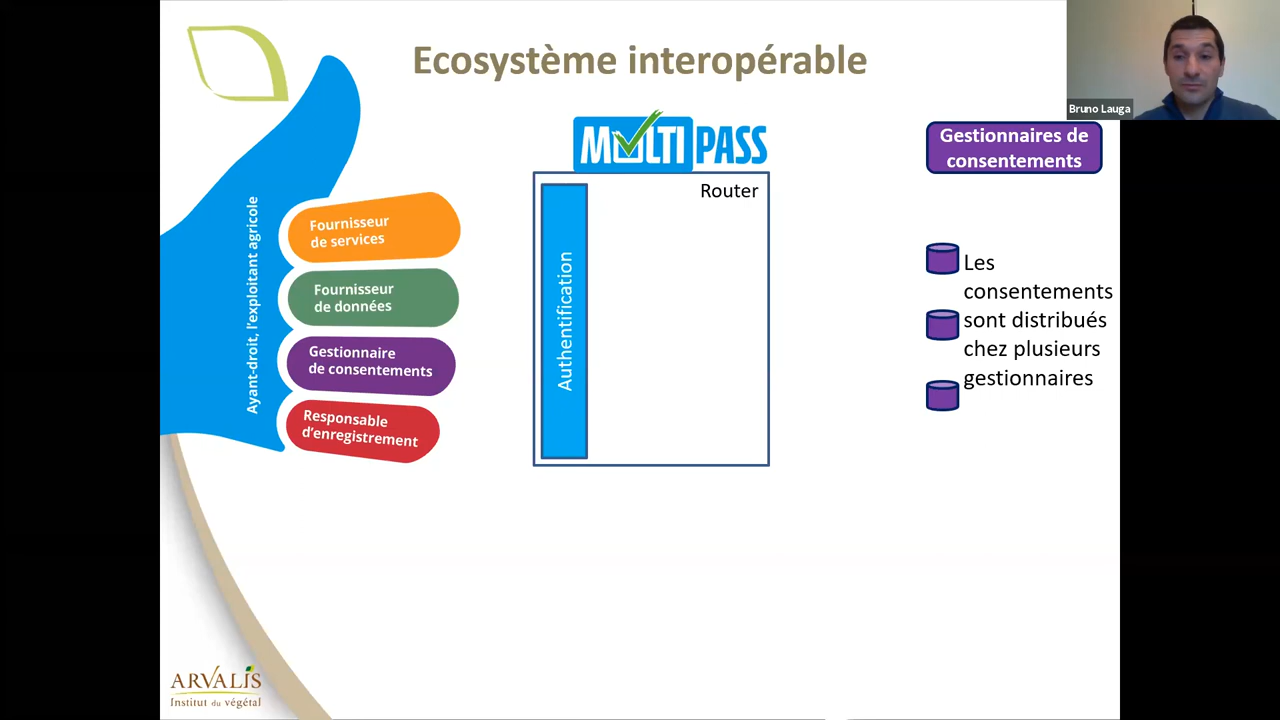 Ecosystème interopérable
Bruno Lauga
MULTIPASS
Gestionnaires de
consentements
Router
Authentification
Ayant-droit, l'exploitant agricole
Fournisseur
de services
Fournisseur
de données
Gestionnaire
de consentements
Responsable
d'enregistrement
Les
consentements
sont distribués
chez plusieurs
gestionnaires
ARVALIS
Institut du végétal